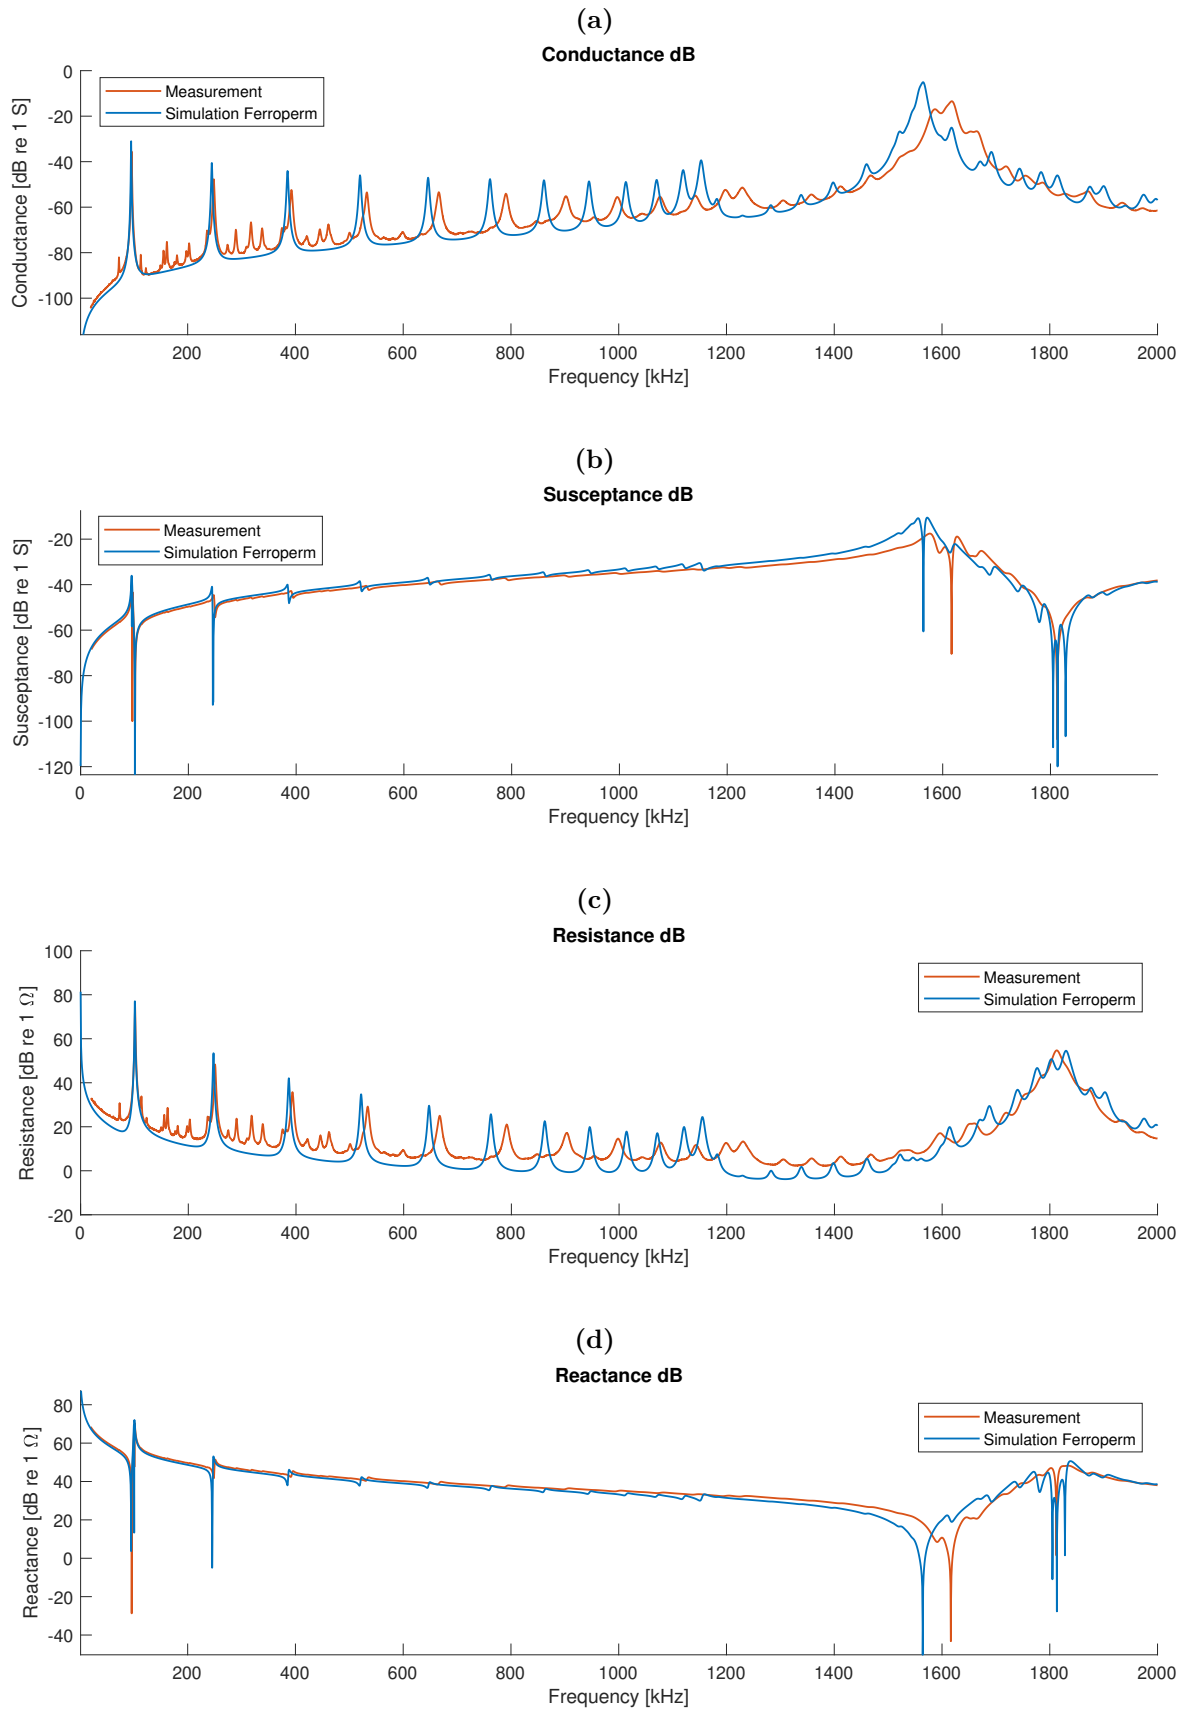 (a)
Conductance dB
Measurement
Simulation Ferroperm
Conductance [dB re 1 S]
0
-20
-40
-60
-80
-100
200 400 600 800 1000 1200 1400 1600 1800 2000
Frequency [kHz]
(b)
Susceptance dB
Measurement
Simulation Ferroperm
Susceptance [dB re 1 S]
-20
-40
-60
-80
-100
-120
0 200 400 600 800 1000 1200 1400 1600 1800
Frequency [kHz]
(c)
Resistance dB
Measurement
Simulation Ferroperm
Resistance [dB re 1 Ω]
100
80
60
40
20
0
-20
0 200 400 600 800 1000 1200 1400 1600 1800 2000
Frequency [kHz]
(d)
Reactance dB
Measurement
Simulation Ferroperm
Reactance [dB re 1 Ω]
80
60
40
20
0
-20
-40
200 400 600 800 1000 1200 1400 1600 1800 2000
Frequency [kHz]